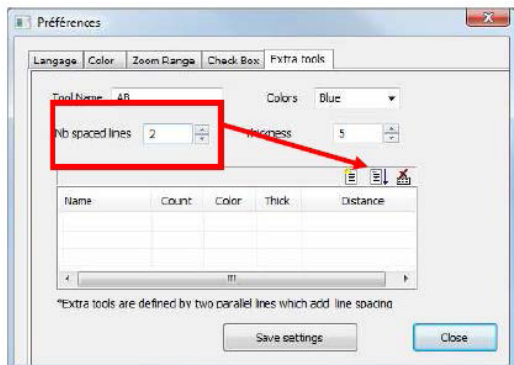 Préférences
Langage Color Zoom Range Check Box Extra tools
Tool Name AB Colors Blue
Nb spaced lines 2 Thickness 5
Name Count Color Thick Distance
*Extra tools are defined by two parallel lines which add line spacing
Save settings Close